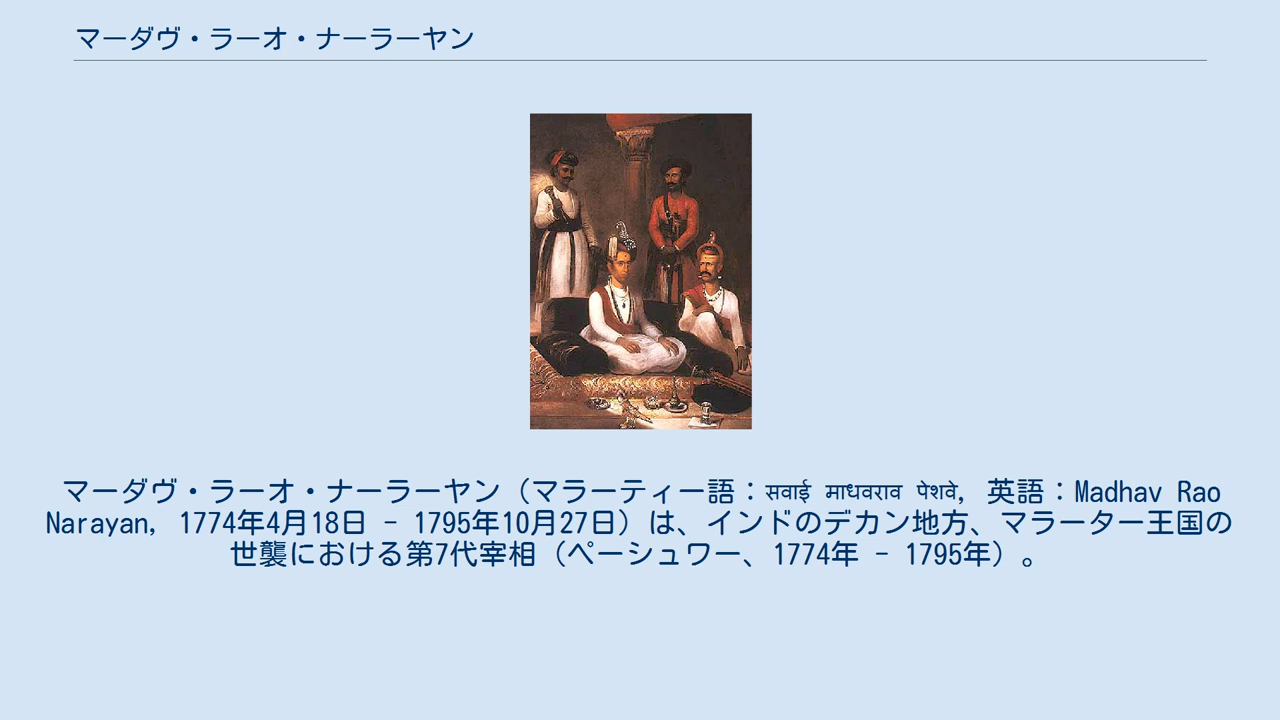 マーダヴ・ラーオ・ナーラーヤン
マーダヴ・ラーオ・ナーラーヤン（マラーティー語：सवाई माधवराव पेशवे, 英語：Madhav Rao
Narayan, 1774年4月18日 - 1795年10月27日）は、インドのデカン地方、マラーター王国の
世襲における第7代宰相（ペーシュワー、1774年 - 1795年）。